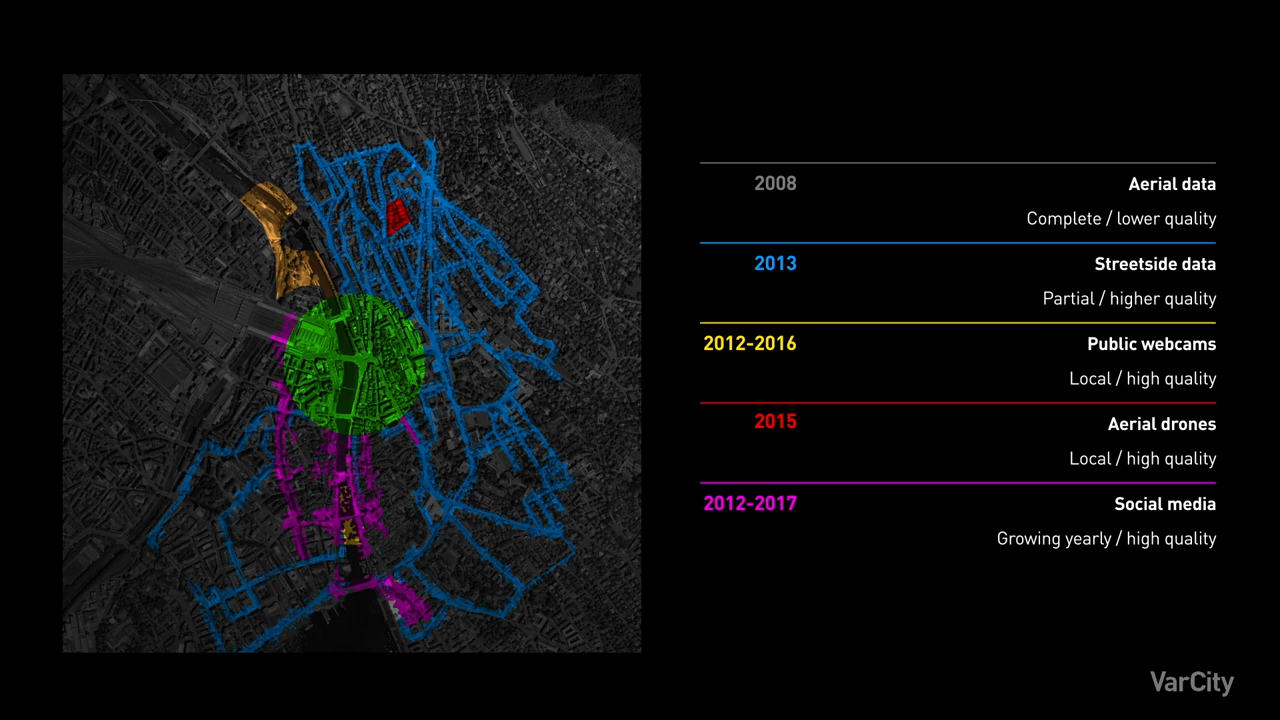 2008 Aerial data
Complete / lower quality
2013 Streetside data
Partial / higher quality
2012-2016 Public webcams
Local / high quality
2015 Aerial drones
Local / high quality
2012-2017 Social media
Growing yearly / high quality
VarCity